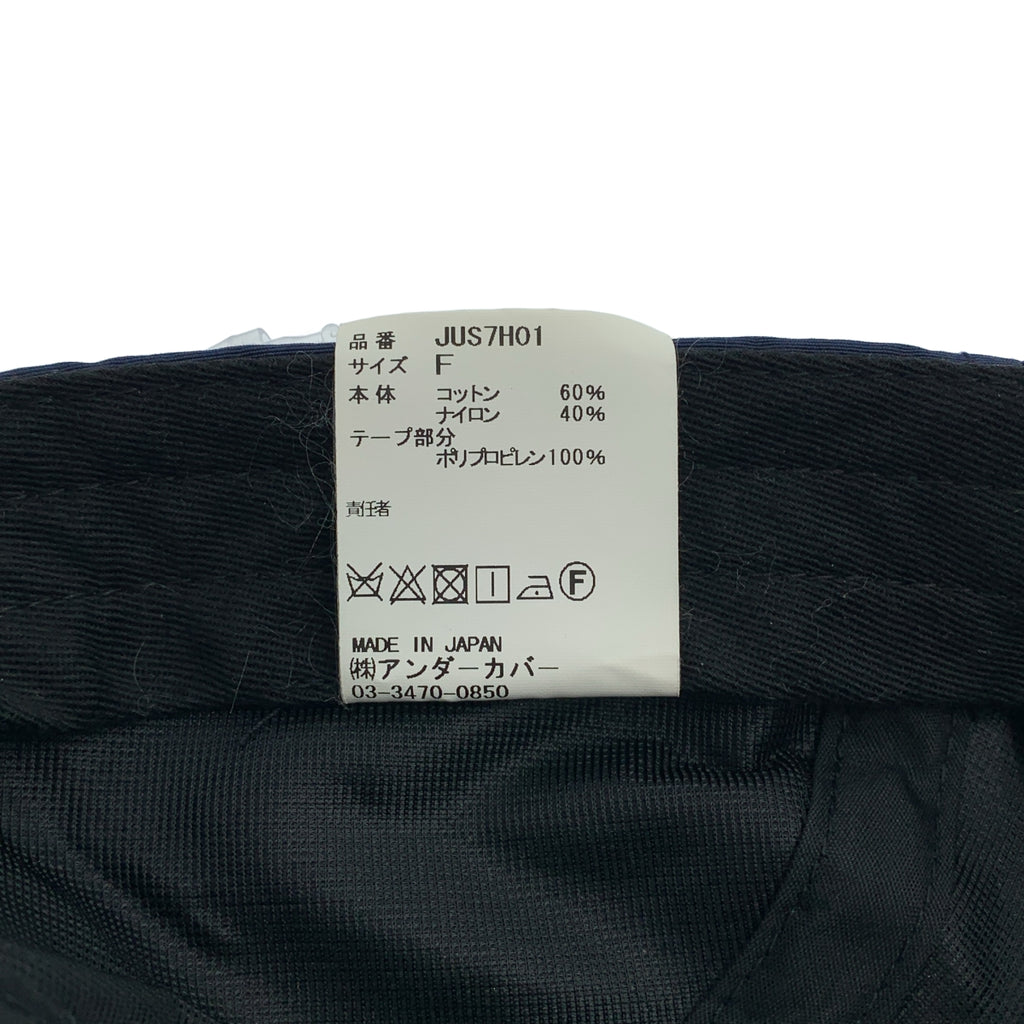 品番 JUS7H01
サイズ F
本体 コットン 60%
ナイロン 40%
テープ部分
ポリプロピレン100%
責任者
F
MADE IN JAPAN
㈱アンダーカバー
03-3470-0850